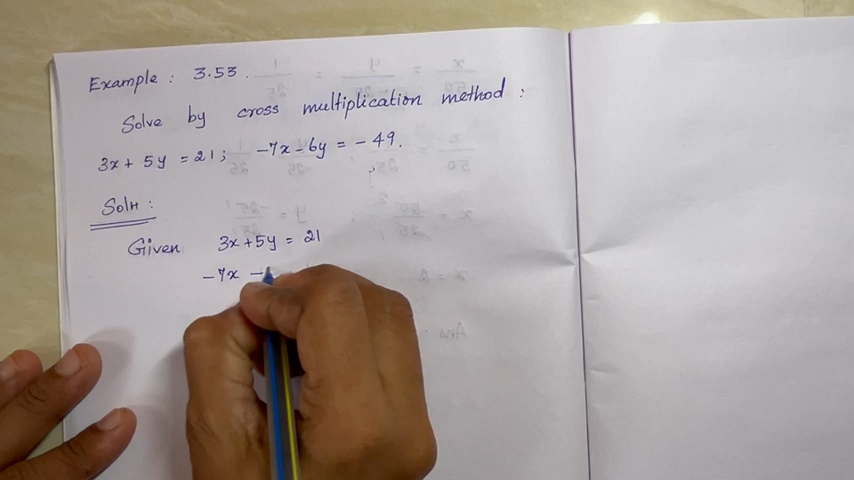 Example : 3.53.
Solve by cross multiplication method :
3x + 5y = 21; -7x - 6y = -49.
Soln :
Given 3x + 5y = 21
-7x -